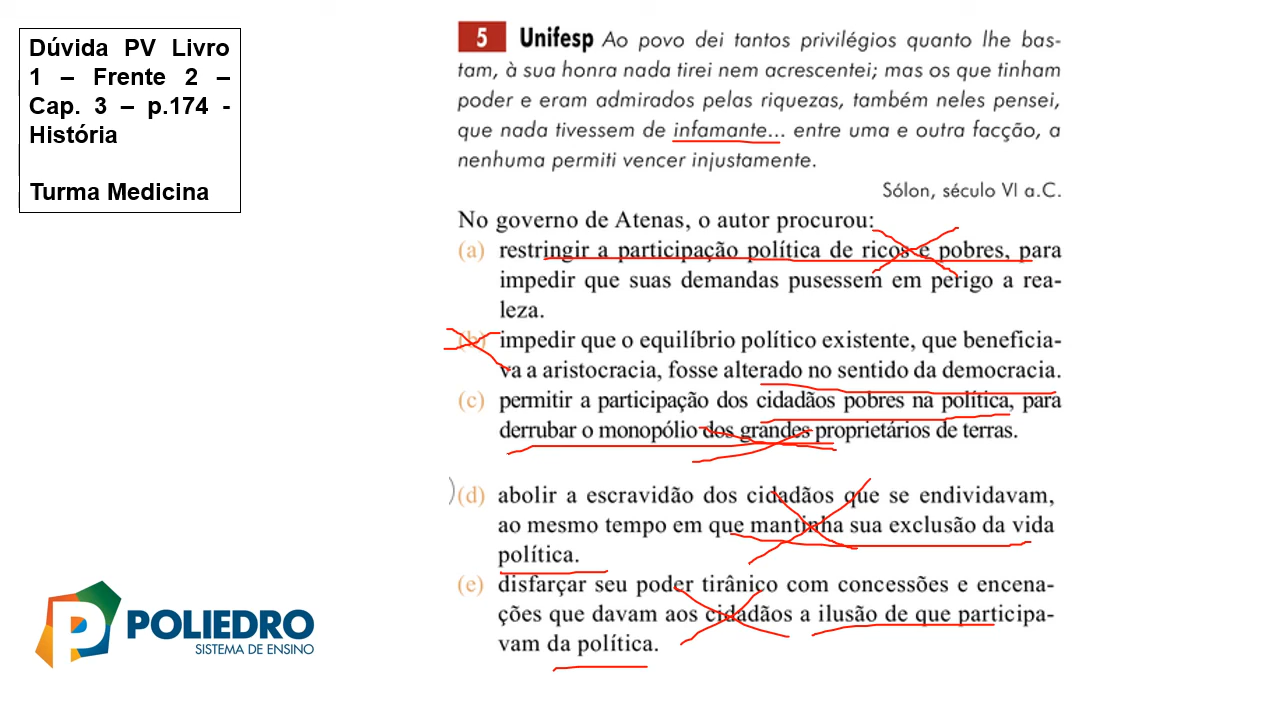 Dúvida PV Livro
1 – Frente 2 –
Cap. 3 – p.174 -
História
Turma Medicina
5 Unifesp Ao povo dei tantos privilégios quanto lhe bas-
tam, à sua honra nada tirei nem acrescentei; mas os que tinham
poder e eram admirados pelas riquezas, também neles pensei,
que nada tivessem de infamante... entre uma e outra facção, a
nenhuma permiti vencer injustamente.
Sólon, século VI a.C.
No governo de Atenas, o autor procurou:
(a) restringir a participação política de ricos e pobres, para
impedir que suas demandas pusessem em perigo a rea-
leza.
(b) impedir que o equilíbrio político existente, que beneficia-
va a aristocracia, fosse alterado no sentido da democracia.
(c) permitir a participação dos cidadãos pobres na política, para
derrubar o monopólio dos grandes proprietários de terras.
(d) abolir a escravidão dos cidadãos que se endividavam,
ao mesmo tempo em que mantinha sua exclusão da vida
política.
(e) disfarçar seu poder tirânico com concessões e encena-
ções que davam aos cidadãos a ilusão de que participa-
vam da política.
POLIEDRO
SISTEMA DE ENSINO